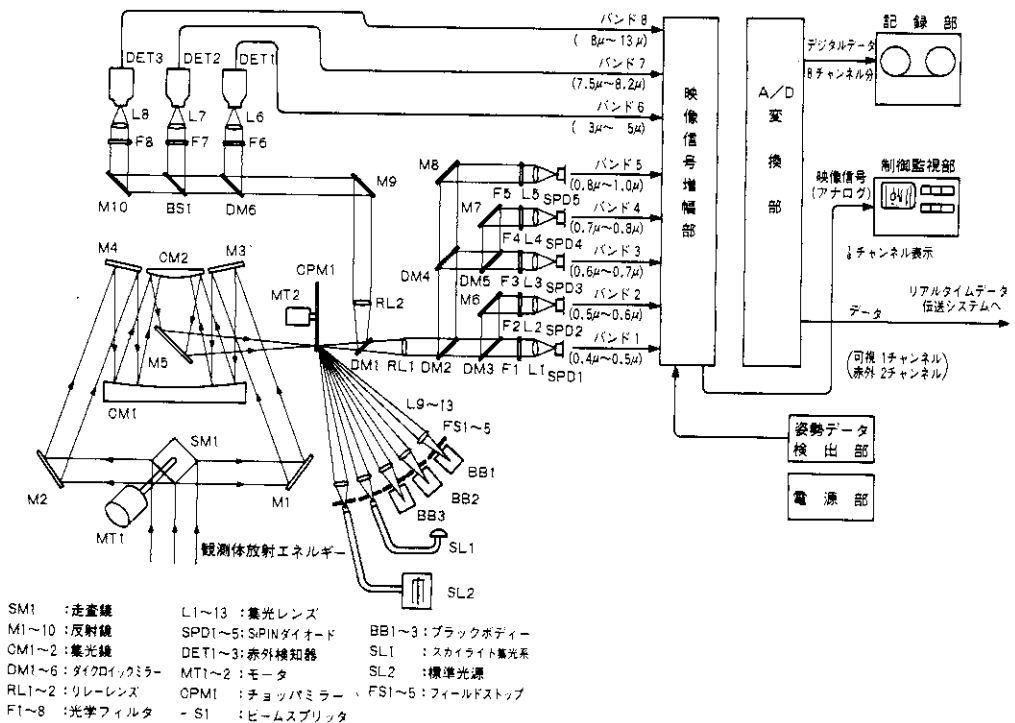 バンド 8
( 8μ～13μ)
バンド 7
(7.5μ～8.2μ)
バンド 6
( 3μ～ 5μ)
DET3
DET2
DET1
L8
L7
L6
F8
F7
F6
M10
BS1
DM6
M9
M8
F5
L5
SPD5
バンド 5
(0.8μ～1.0μ)
M7
F4
L4
SPD4
バンド 4
(0.7μ～0.8μ)
DM4
DM5
F3
L3
SPD3
バンド 3
(0.6μ～0.7μ)
M6
F2
L2
SPD2
バンド 2
(0.5μ～0.6μ)
DM2
DM3
F1
L1
SPD1
バンド 1
(0.4μ～0.5μ)
映像信号増幅部
A/D変換部
デジタルデータ
8チャンネル分
記録部
制御監視部
映像信号
(アナログ)
チャンネル表示
リアルタイムデータ
伝送システムへ
データ
(可視 1チャンネル)
(赤外 2チャンネル)
姿勢データ
検出部
電源部
M4
CM2
M3
CPM1
MT2
RL2
M5
DM1
RL1
CM1
SM1
M2
M1
MT1
観測体放射エネルギー
L9～13
FS1～5
BB1
BB2
BB3
SL1
SL2
SM1 :走査鏡
M1～10 :反射鏡
CM1～2 :集光鏡
DM1～6 :ダイクロイックミラー
RL1～2 :リレーレンズ
F1～8 :光学フィルタ
L1～13 :集光レンズ
SPD1～5:SiPINダイオード
DET1～3:赤外検知器
MT1～2 :モータ
CPM1 :チョッパミラー
S1 :ビームスプリッタ
BB1～3:ブラックボディー
SL1 :スカイライト集光系
SL2 :標準光源
FS1～5:フィールドストップ